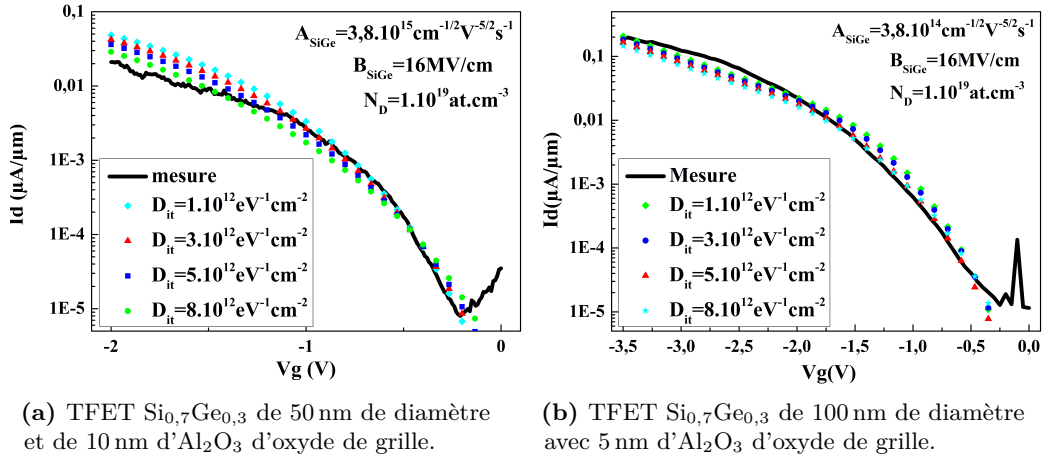 A_SiGe=3,8.10^15cm^-1/2V^-5/2s^-1
B_SiGe=16MV/cm
N_D=1.10^19at.cm^-3
0,1
0,01
1E-3
1E-4
1E-5
Id (µA/µm)
mesure
D_it=1.10^12eV^-1cm^-2
D_it=3.10^12eV^-1cm^-2
D_it=5.10^12eV^-1cm^-2
D_it=8.10^12eV^-1cm^-2
-2 -1 0
Vg (V)
(a) TFET Si_0,7Ge_0,3 de 50 nm de diamètre
et de 10 nm d'Al_2O_3 d'oxyde de grille.
A_SiGe=3,8.10^14cm^-1/2V^-5/2s^-1
B_SiGe=16MV/cm
N_D=1.10^19at.cm^-3
0,1
0,01
1E-3
1E-4
1E-5
Id(µA/µm)
Mesure
D_it=1.10^12eV^-1cm^-2
D_it=3.10^12eV^-1cm^-2
D_it=5.10^12eV^-1cm^-2
D_it=8.10^12eV^-1cm^-2
-3,5 -3,0 -2,5 -2,0 -1,5 -1,0 -0,5 0,0
Vg(V)
(b) TFET Si_0,7Ge_0,3 de 100 nm de diamètre
avec 5 nm d'Al_2O_3 d'oxyde de grille.